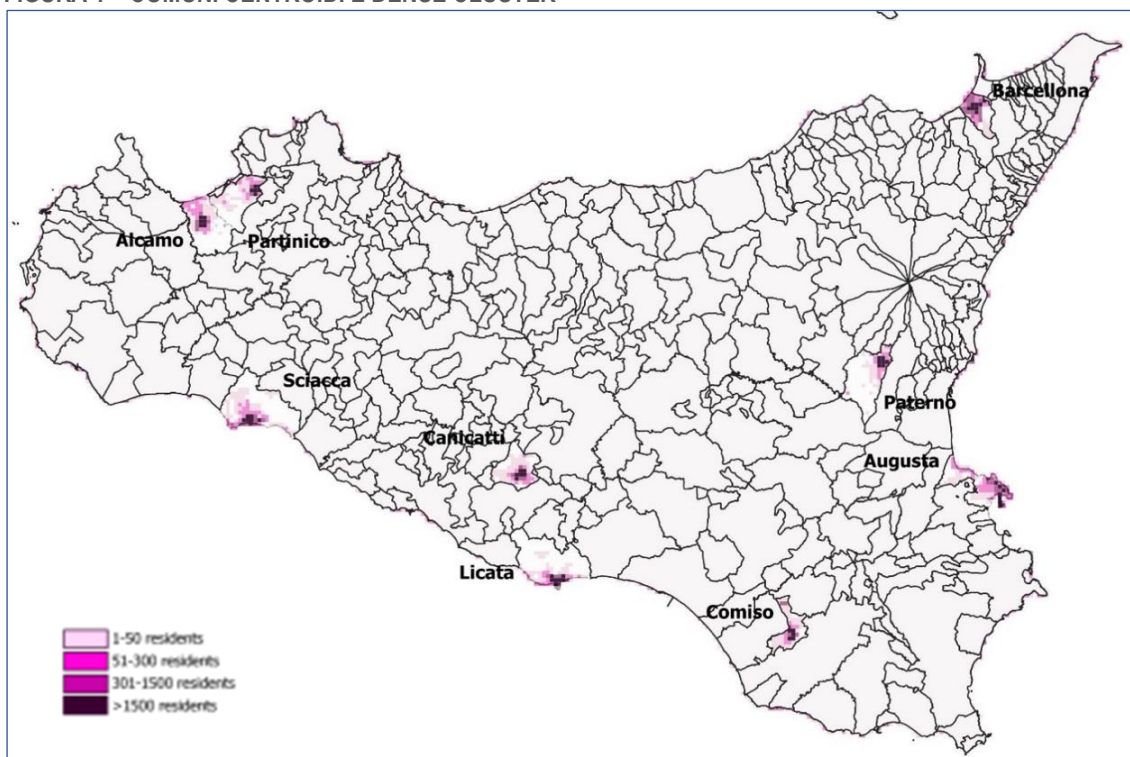 Barcellona
Alcamo
Partinico
Sciacca
Paternò
Canicatti
Augusta
Licata
Comiso
1-50 residents
51-300 residents
301-1500 residents
>1500 residents